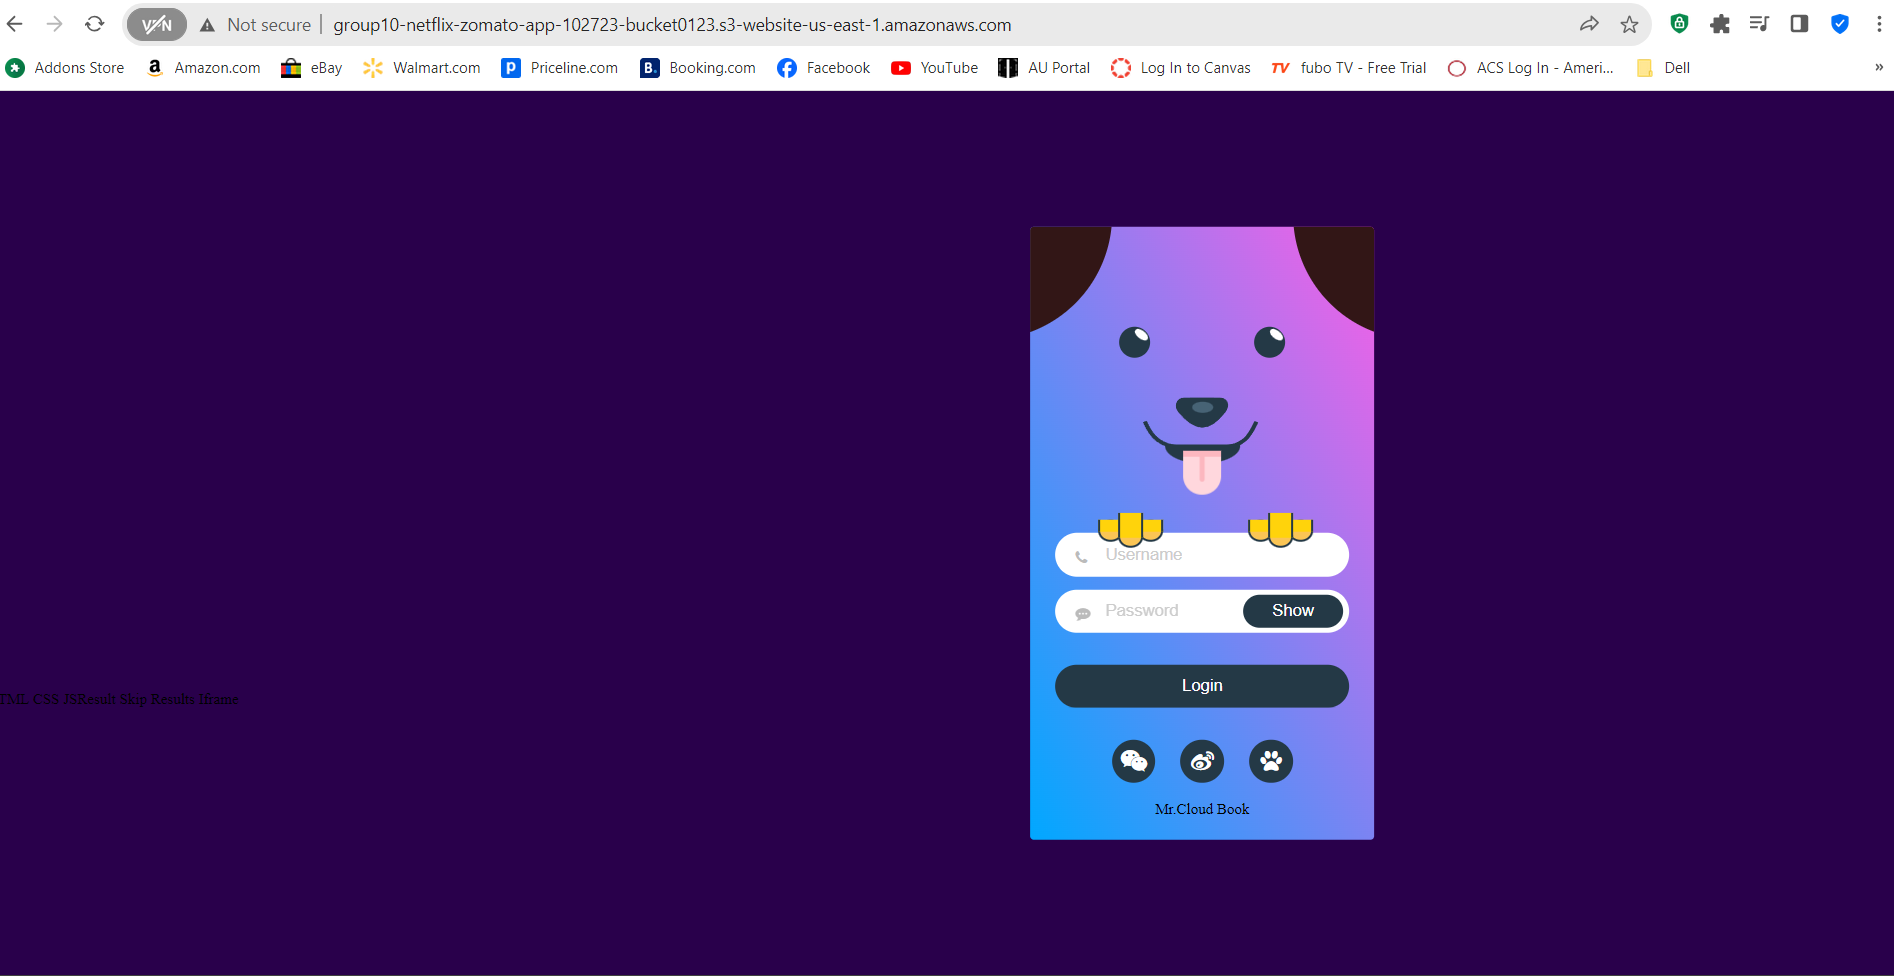 VPN Not secure group10-netflix-zomato-app-102723-bucket0123.s3-website-us-east-1.amazonaws.com
Addons Store Amazon.com eBay Walmart.com Priceline.com Booking.com Facebook YouTube AU Portal Log In to Canvas TV fubo TV - Free Trial ACS Log In - Ameri... Dell »
Username
Password Show
Login
TML CSS JSResult Skip Results Iframe
Mr.Cloud Book